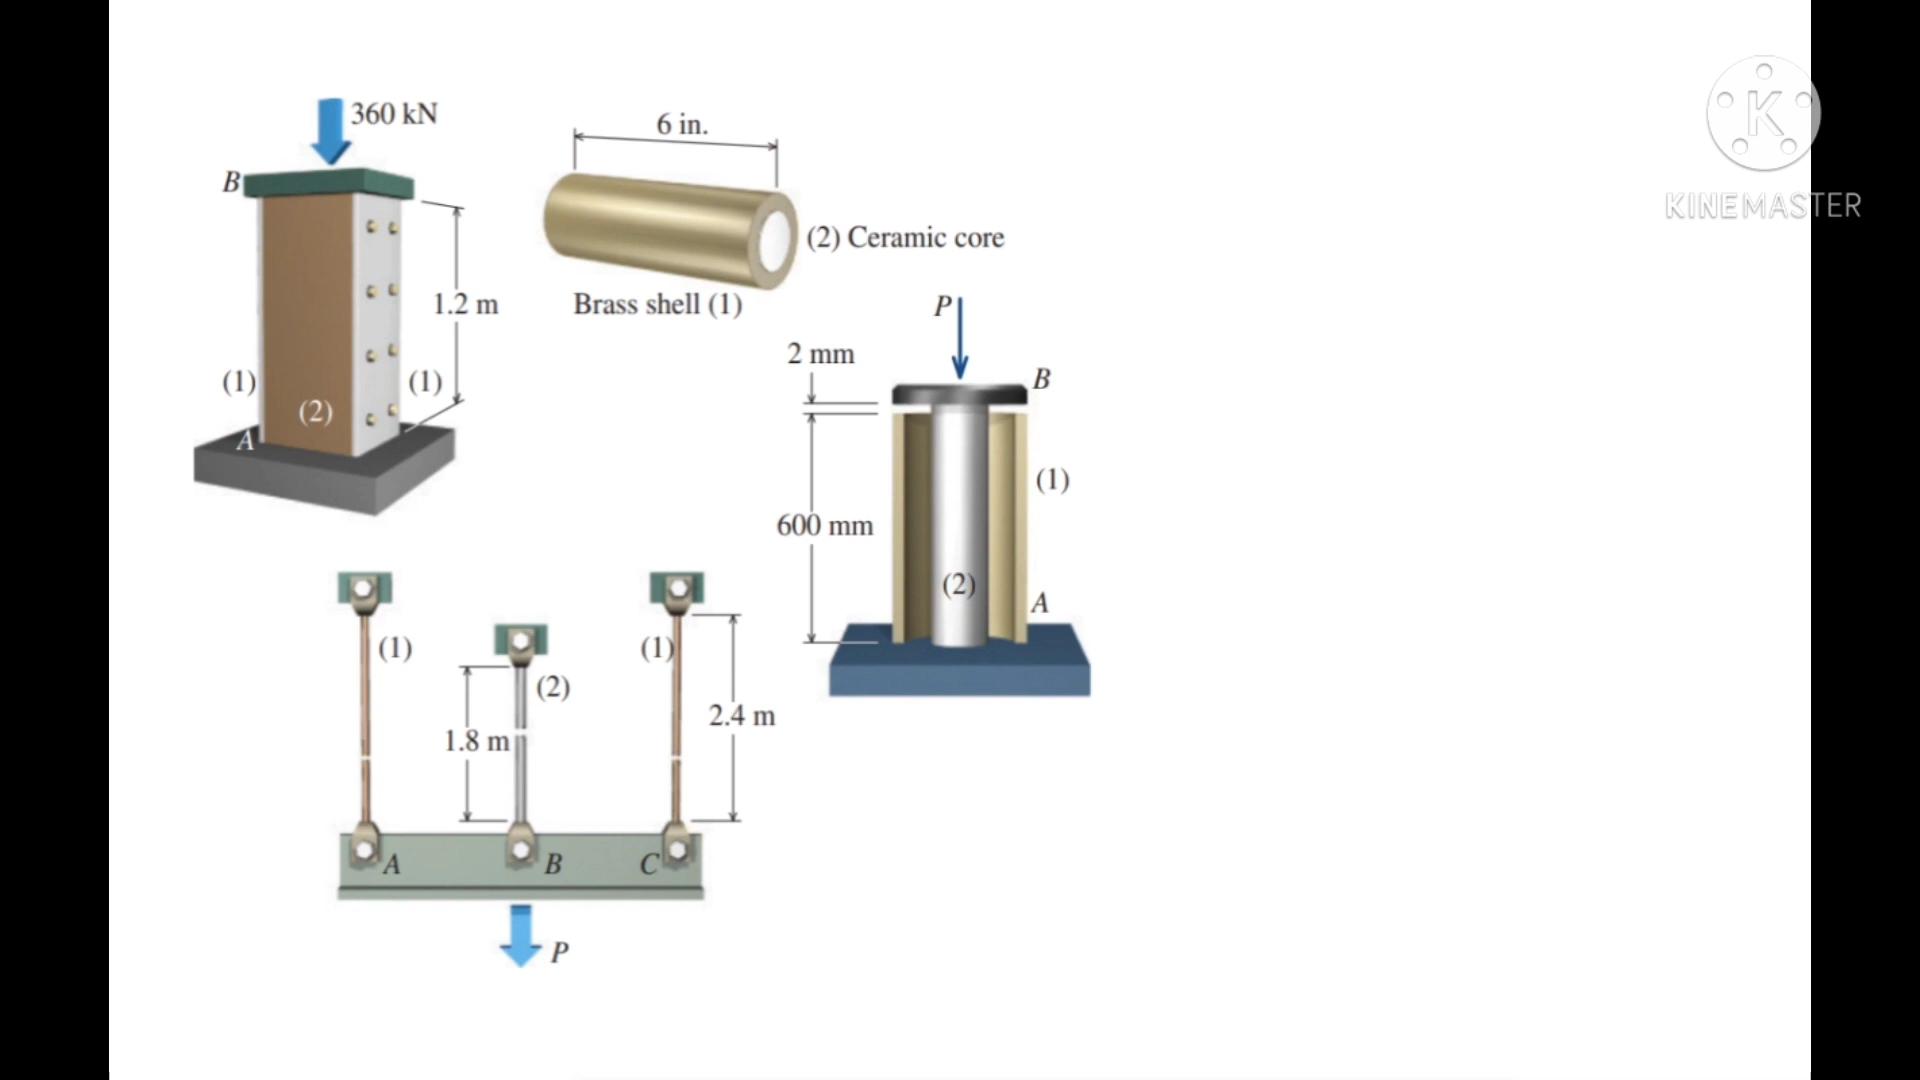 360 kN
B
1.2 m
(1)
(1)
(2)
A
6 in.
(2) Ceramic core
Brass shell (1)
P
2 mm
B
(1)
600 mm
(2)
A
(1)
(1)
(2)
1.8 m
2.4 m
A
B
C
P
K
KINEMASTER